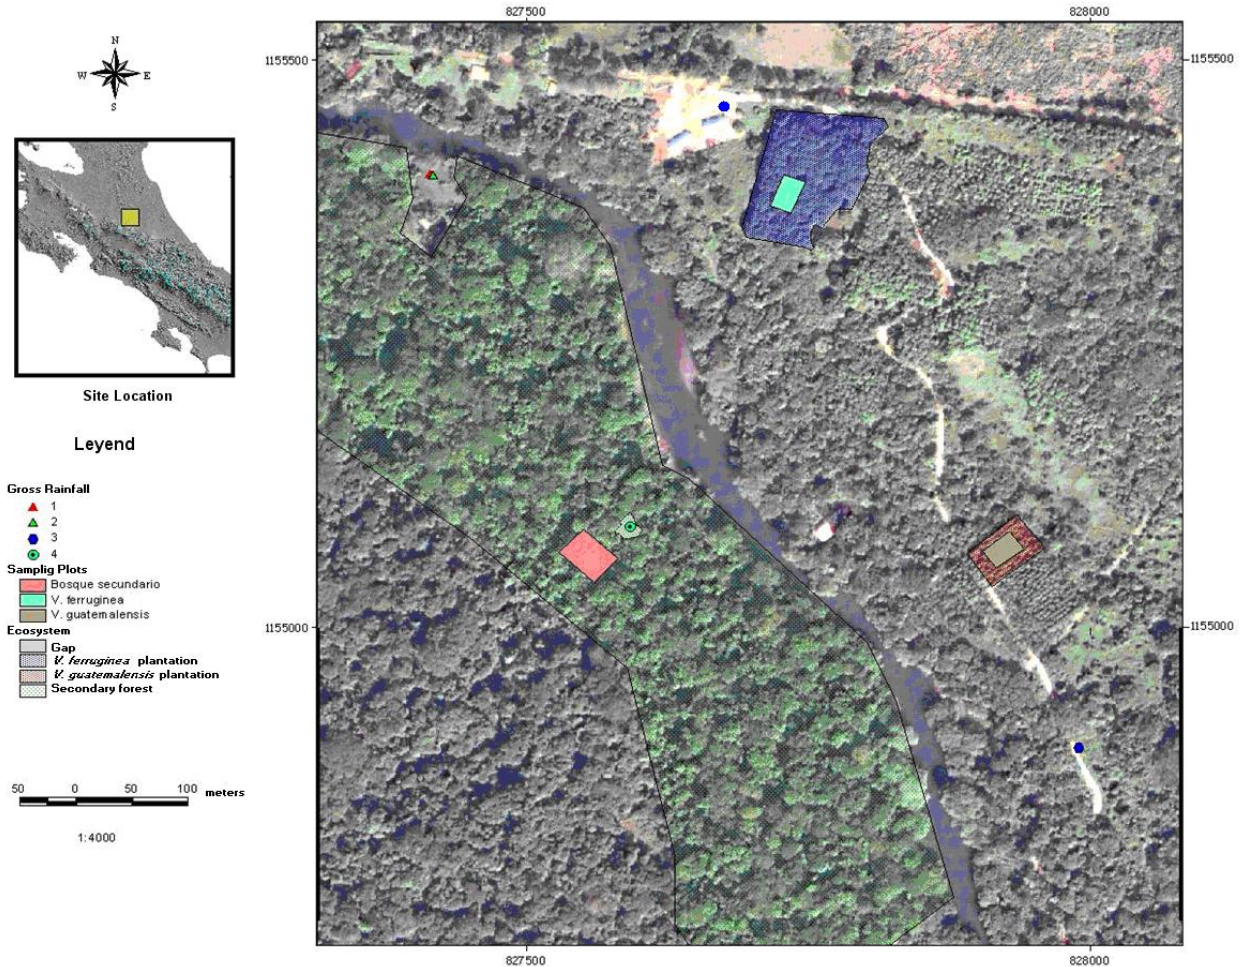 827500 828000
N
W E
S
1155500 1155500
Site Location
Leyend
Gross Rainfall
1
2
3
4
Samplig Plots
Bosque secundario
V. ferruginea
V. guatemalensis
Ecosystem
Gap
V. ferruginea plantation
V. guatemalensis plantation
Secondary forest
1155000 1155000
50 0 50 100 meters
1:4000
827500 828000